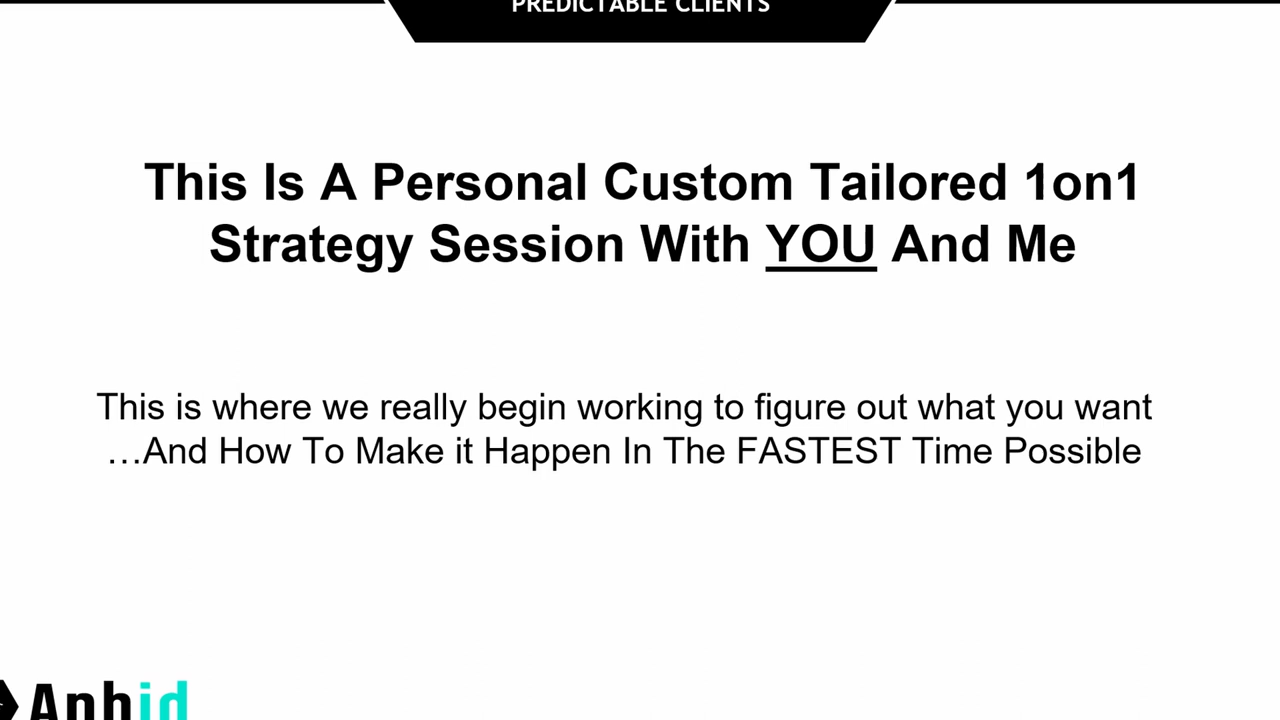 PREDICTABLE CLIENTS
This Is A Personal Custom Tailored 1on1
Strategy Session With YOU And Me
This is where we really begin working to figure out what you want
…And How To Make it Happen In The FASTEST Time Possible